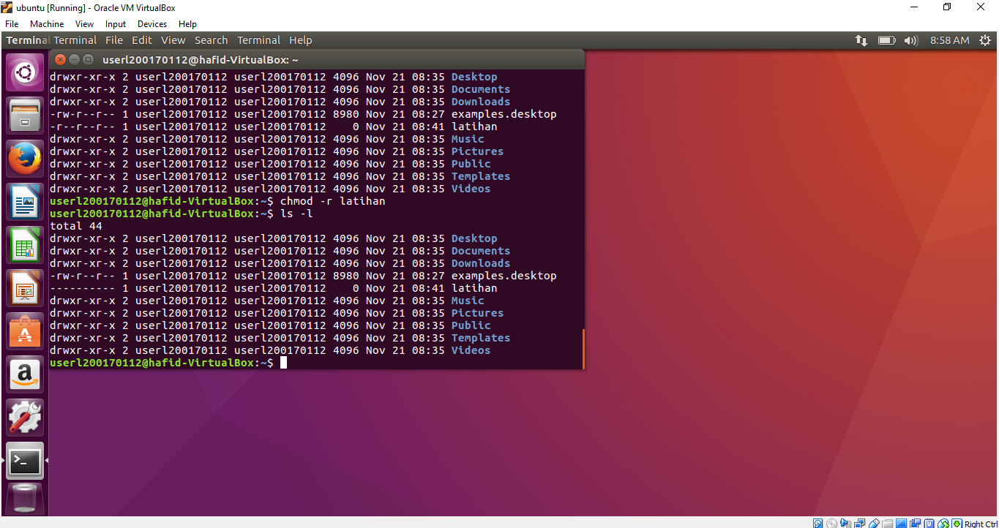 ubuntu [Running] - Oracle VM VirtualBox
File Machine View Input Devices Help
Termina Terminal File Edit View Search Terminal Help 8:58 AM
userl200170112@hafid-VirtualBox: ~
drwxr-xr-x 2 userl200170112 userl200170112 4096 Nov 21 08:35 Desktop
drwxr-xr-x 2 userl200170112 userl200170112 4096 Nov 21 08:35 Documents
drwxr-xr-x 2 userl200170112 userl200170112 4096 Nov 21 08:35 Downloads
-rw-r--r-- 1 userl200170112 userl200170112 8980 Nov 21 08:27 examples.desktop
-r--r--r-- 1 userl200170112 userl200170112    0 Nov 21 08:41 latihan
drwxr-xr-x 2 userl200170112 userl200170112 4096 Nov 21 08:35 Music
drwxr-xr-x 2 userl200170112 userl200170112 4096 Nov 21 08:35 Pictures
drwxr-xr-x 2 userl200170112 userl200170112 4096 Nov 21 08:35 Public
drwxr-xr-x 2 userl200170112 userl200170112 4096 Nov 21 08:35 Templates
drwxr-xr-x 2 userl200170112 userl200170112 4096 Nov 21 08:35 Videos
userl200170112@hafid-VirtualBox:~$ chmod -r latihan
userl200170112@hafid-VirtualBox:~$ ls -l
total 44
drwxr-xr-x 2 userl200170112 userl200170112 4096 Nov 21 08:35 Desktop
drwxr-xr-x 2 userl200170112 userl200170112 4096 Nov 21 08:35 Documents
drwxr-xr-x 2 userl200170112 userl200170112 4096 Nov 21 08:35 Downloads
-rw-r--r-- 1 userl200170112 userl200170112 8980 Nov 21 08:27 examples.desktop
---------- 1 userl200170112 userl200170112    0 Nov 21 08:41 latihan
drwxr-xr-x 2 userl200170112 userl200170112 4096 Nov 21 08:35 Music
drwxr-xr-x 2 userl200170112 userl200170112 4096 Nov 21 08:35 Pictures
drwxr-xr-x 2 userl200170112 userl200170112 4096 Nov 21 08:35 Public
drwxr-xr-x 2 userl200170112 userl200170112 4096 Nov 21 08:35 Templates
drwxr-xr-x 2 userl200170112 userl200170112 4096 Nov 21 08:35 Videos
userl200170112@hafid-VirtualBox:~$
Right Ctrl